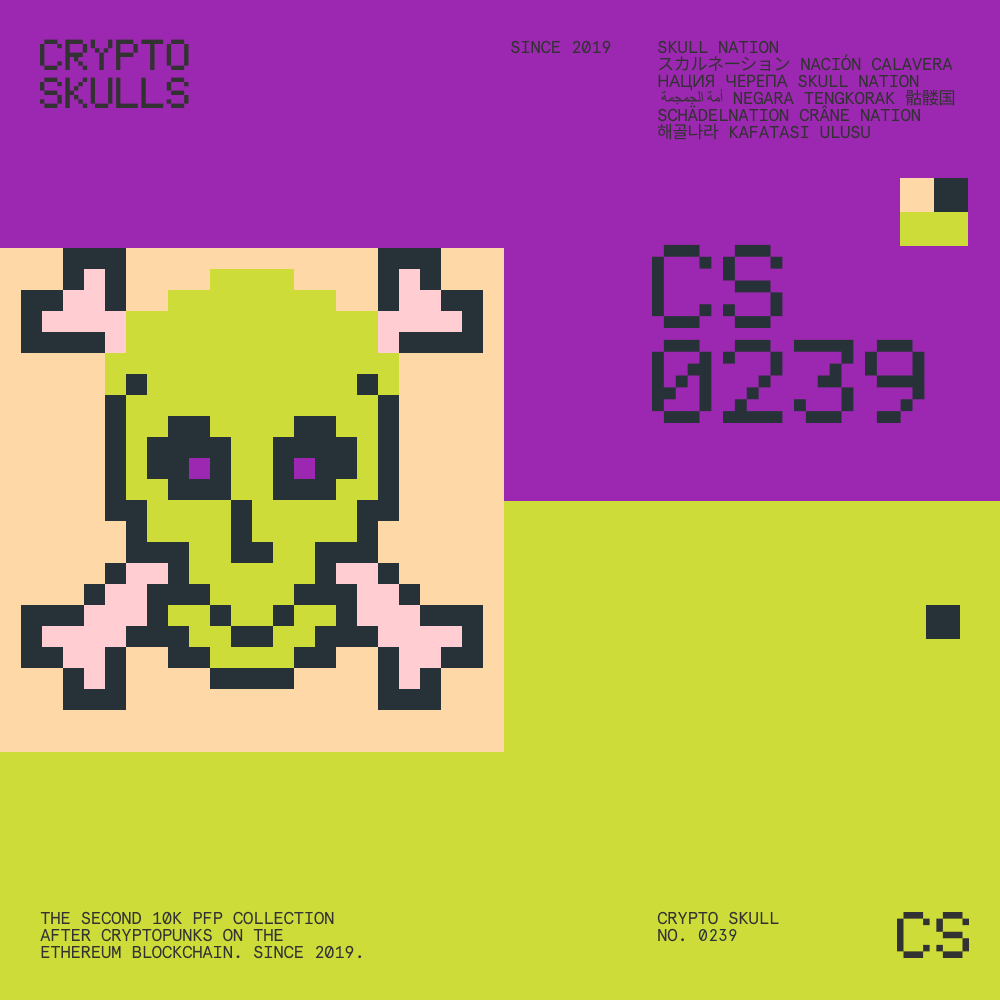 CRYPTO
SKULLS
SINCE 2019
SKULL NATION
スカルネーション NACIÓN CALAVERA
НАЦИЯ ЧЕРЕПА SKULL NATION
أمة الجمجمة NEGARA TENGKORAK 骷髅国
SCHÄDELNATION CRÂNE NATION
해골나라 KAFATASI ULUSU
CS
0239
THE SECOND 10K PFP COLLECTION
AFTER CRYPTOPUNKS ON THE
ETHEREUM BLOCKCHAIN. SINCE 2019.
CRYPTO SKULL
NO. 0239
CS